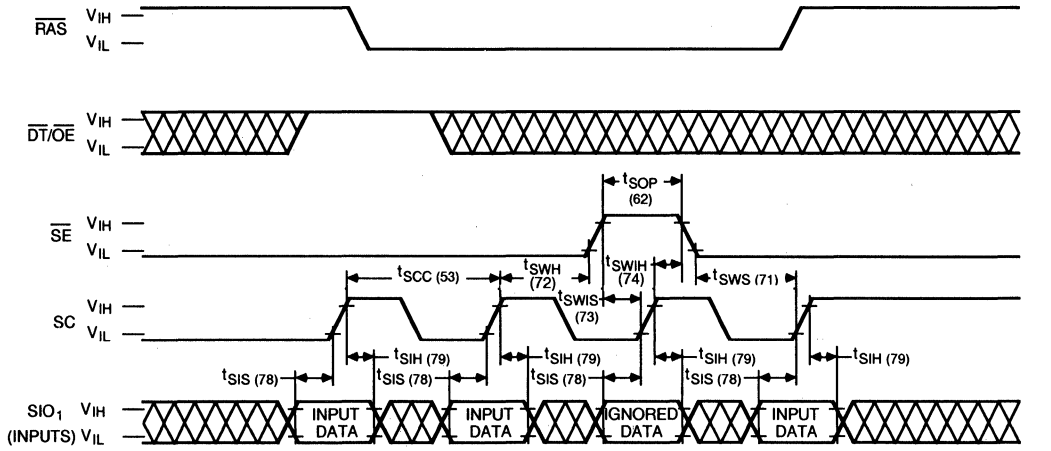 RAS VIH
VIL
DT/OE VIH
VIL
tSOP
(62)
SE VIH
VIL
tSCC (53)
tSWH
(72)
tSWIH
(74)
tSWS (71)
SC VIH
VIL
tSWIS
(73)
tSIH (79)
tSIH (79)
tSIH (79)
tSIH (79)
tSIS (78)
tSIS (78)
tSIS (78)
tSIS (78)
SIO1 VIH
(INPUTS) VIL
INPUT
DATA
INPUT
DATA
IGNORED
DATA
INPUT
DATA